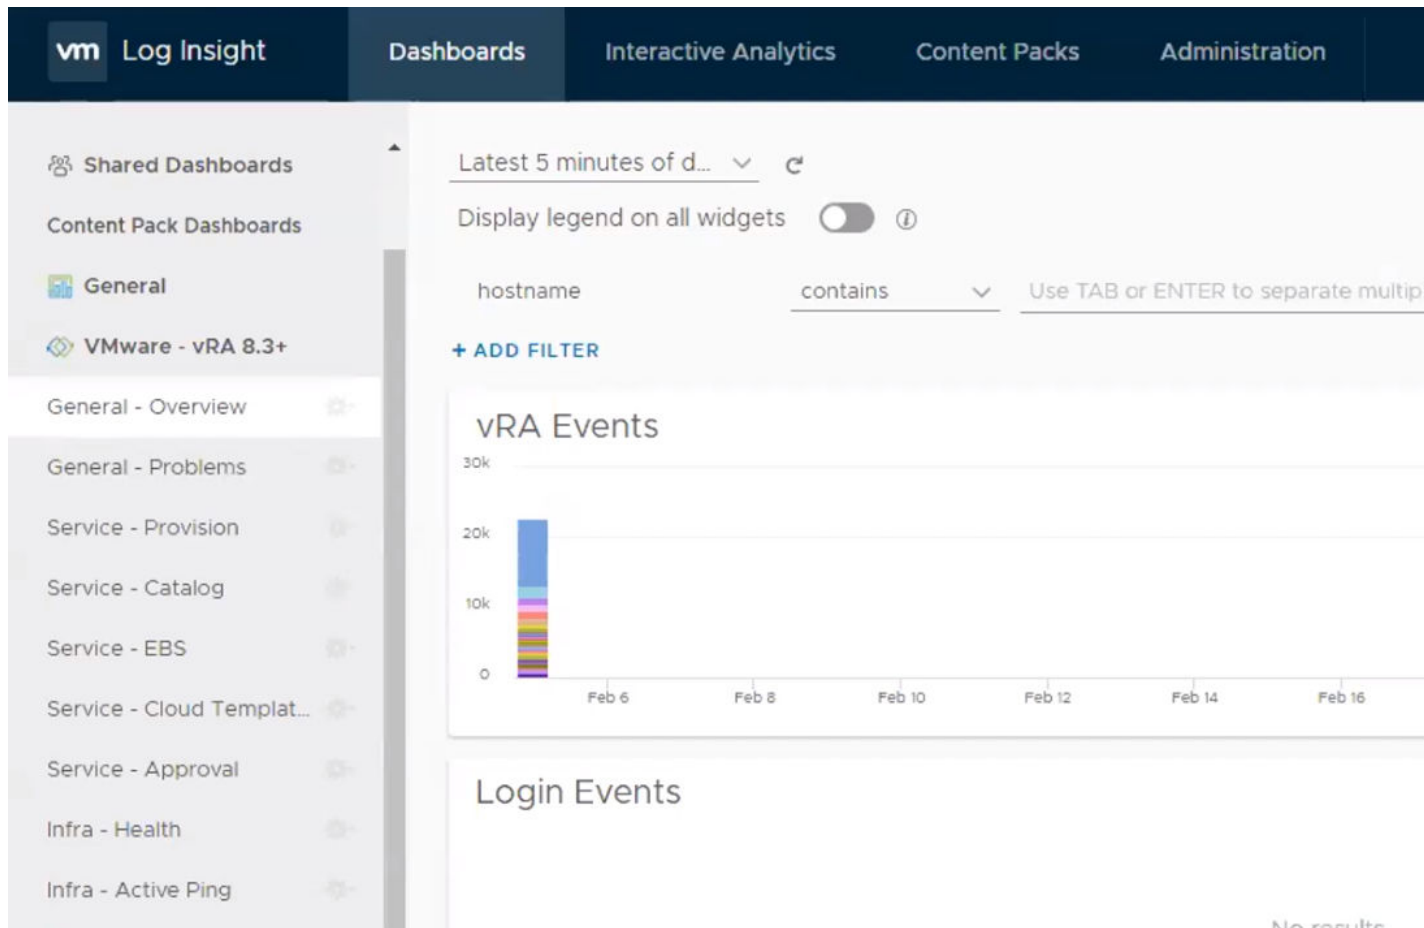 vm Log Insight Dashboards Interactive Analytics Content Packs Administration
Shared Dashboards
Content Pack Dashboards
General
VMware - vRA 8.3+
General - Overview
General - Problems
Service - Provision
Service - Catalog
Service - EBS
Service - Cloud Templat...
Service - Approval
Infra - Health
Infra - Active Ping
Latest 5 minutes of d...
Display legend on all widgets
hostname contains Use TAB or ENTER to separate multip
+ ADD FILTER
vRA Events
30k
20k
10k
0
Feb 6 Feb 8 Feb 10 Feb 12 Feb 14 Feb 16
Login Events
No results